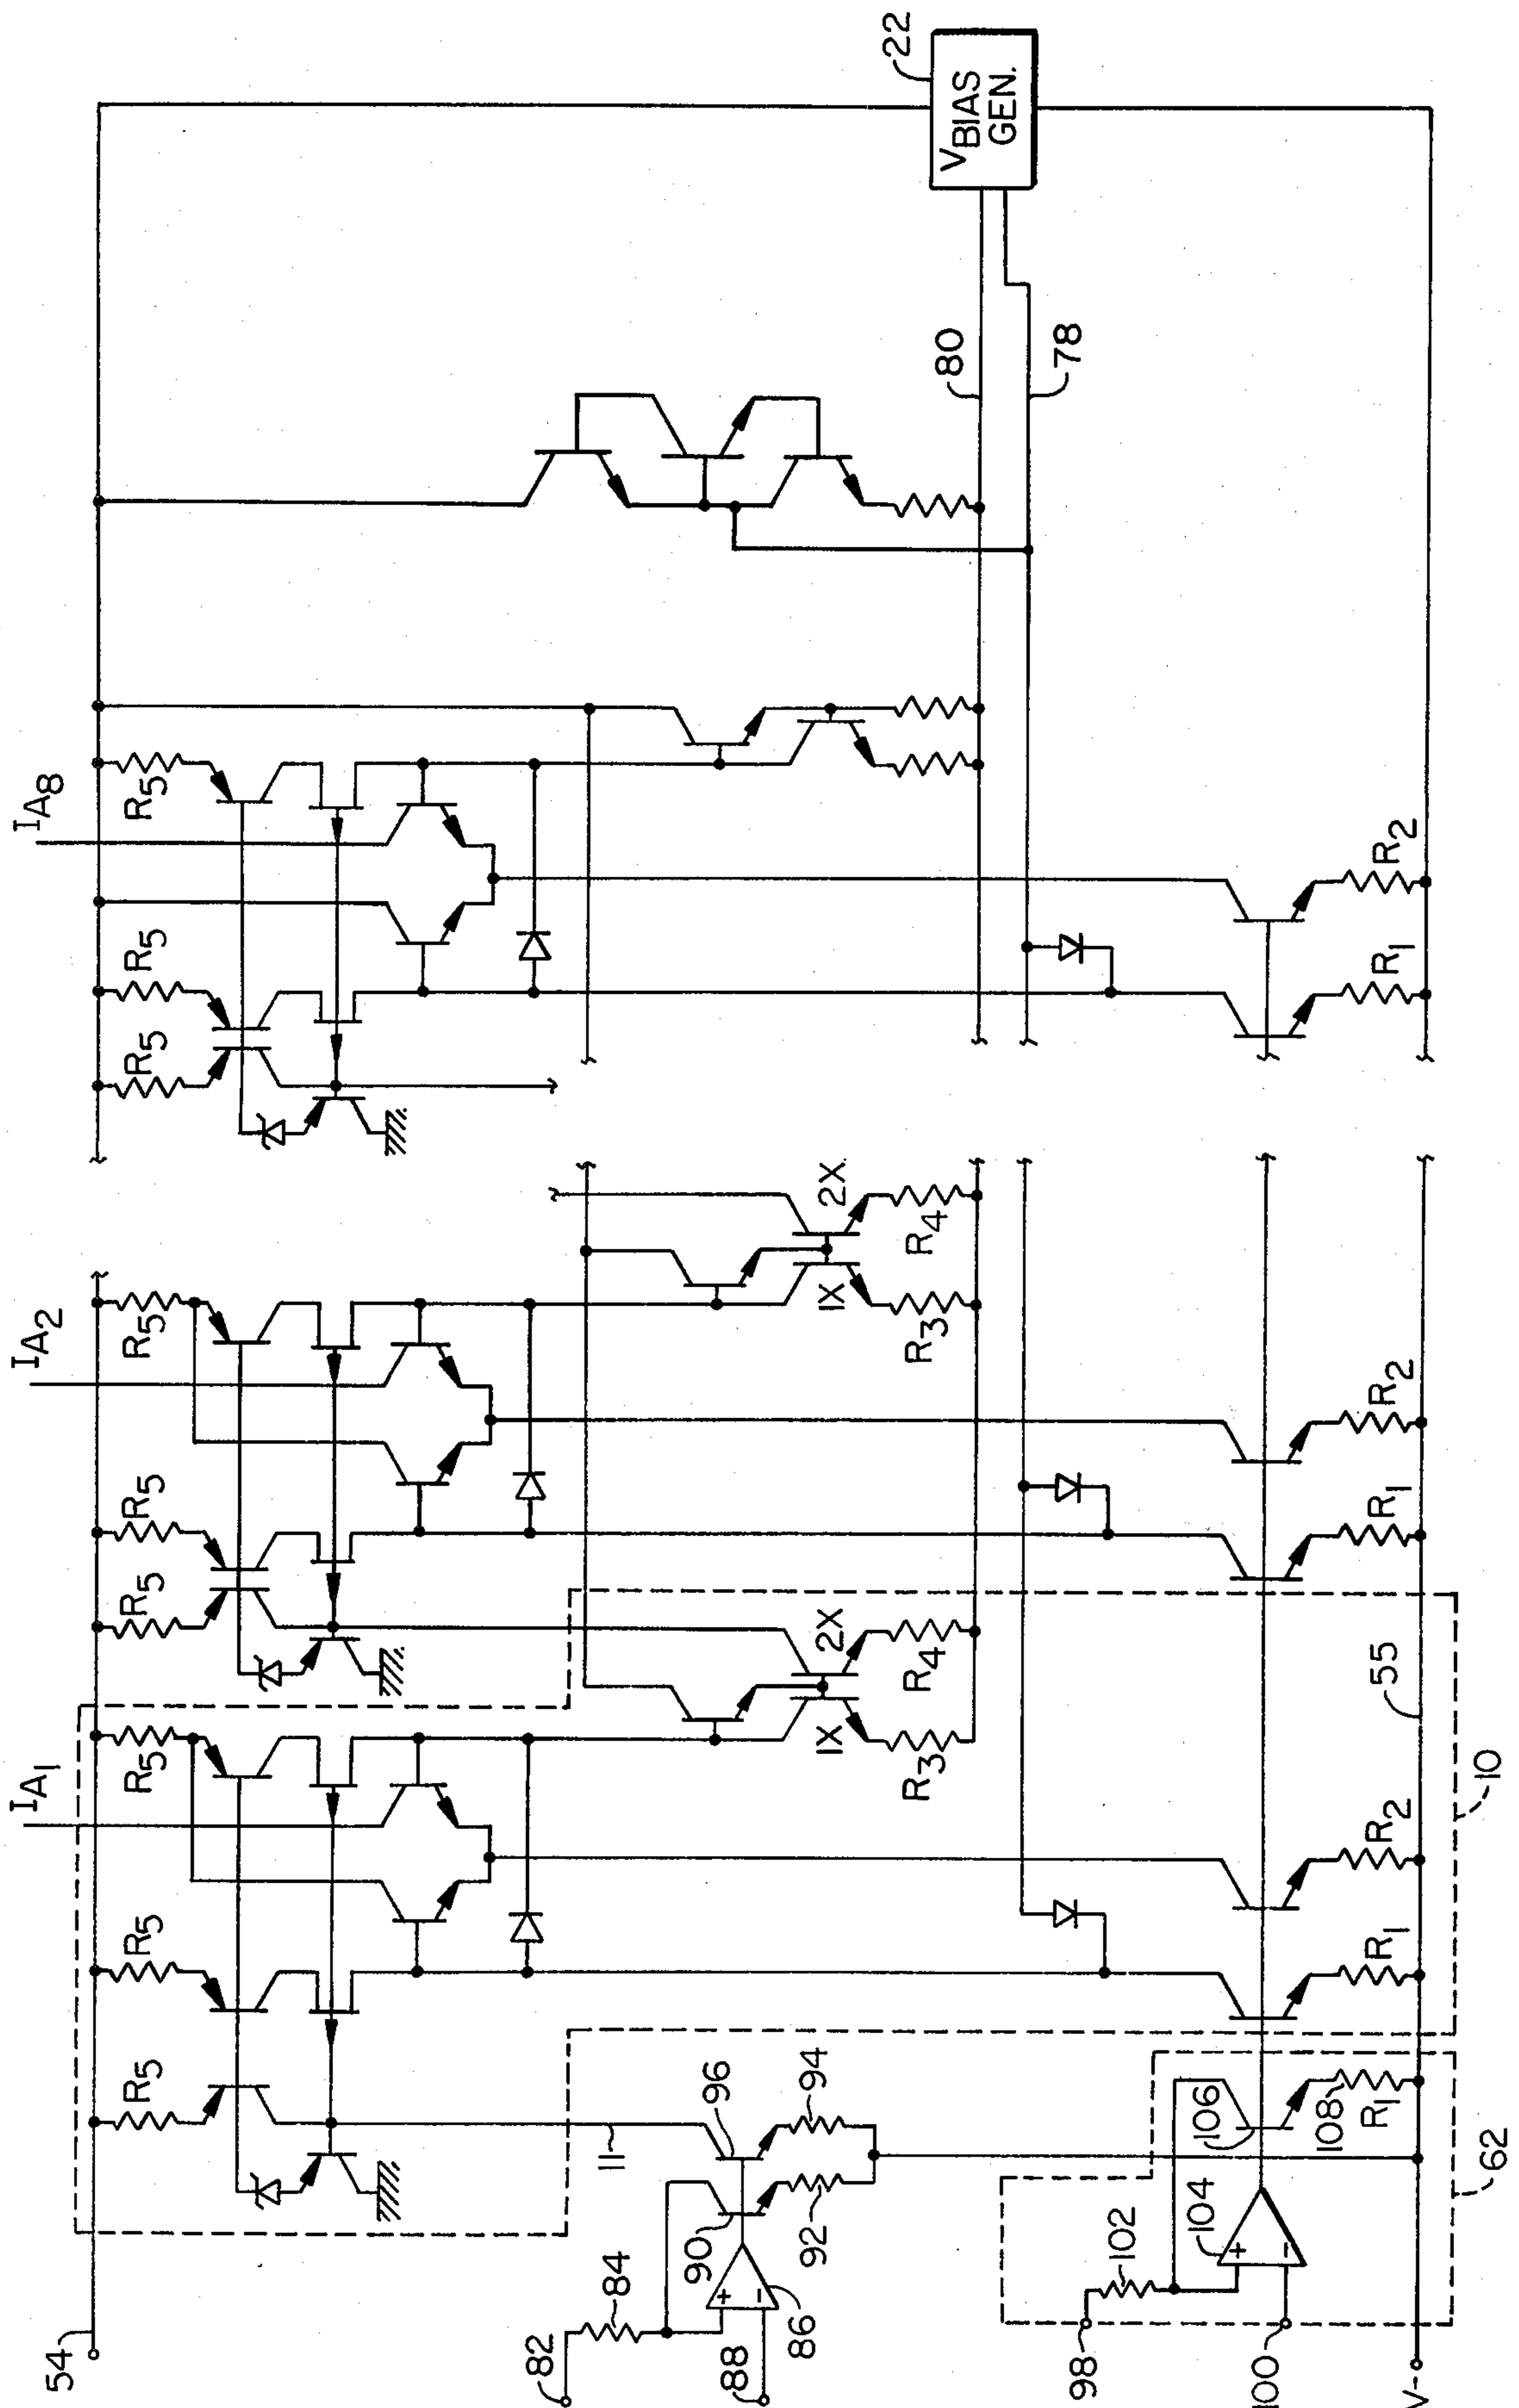 IA1
IA2
IA8
54
R5
R5
R5
R5
R5
R5
R5
R5
R5
22
VBIAS
GEN.
80
78
82
84
86
88
90
92
94
96
11
1X
2X
R3
R4
1X
2X
R3
R4
98
100
102
104
106
108
R1
R1
R2
R1
R2
R1
R2
55
10
62
V-
+
-
+
-